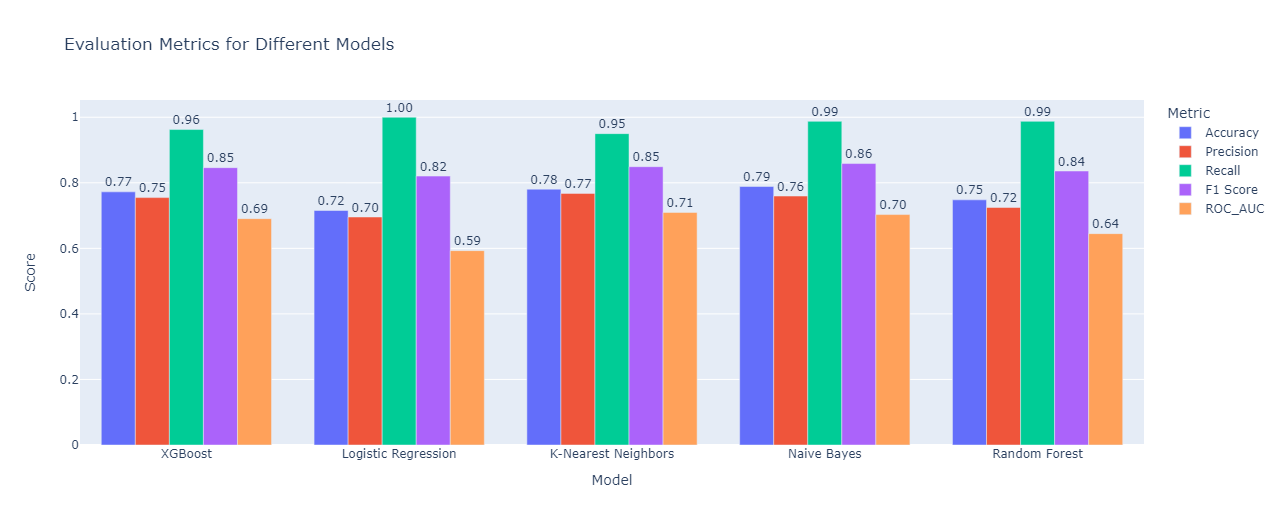 Evaluation Metrics for Different Models
Metric
Accuracy
Precision
Recall
F1 Score
ROC_AUC
Score
1
0.8
0.6
0.4
0.2
0
0.77 0.75 0.96 0.85 0.69
0.72 0.70 1.00 0.82 0.59
0.78 0.77 0.95 0.85 0.71
0.79 0.76 0.99 0.86 0.70
0.75 0.72 0.99 0.84 0.64
XGBoost Logistic Regression K-Nearest Neighbors Naive Bayes Random Forest
Model